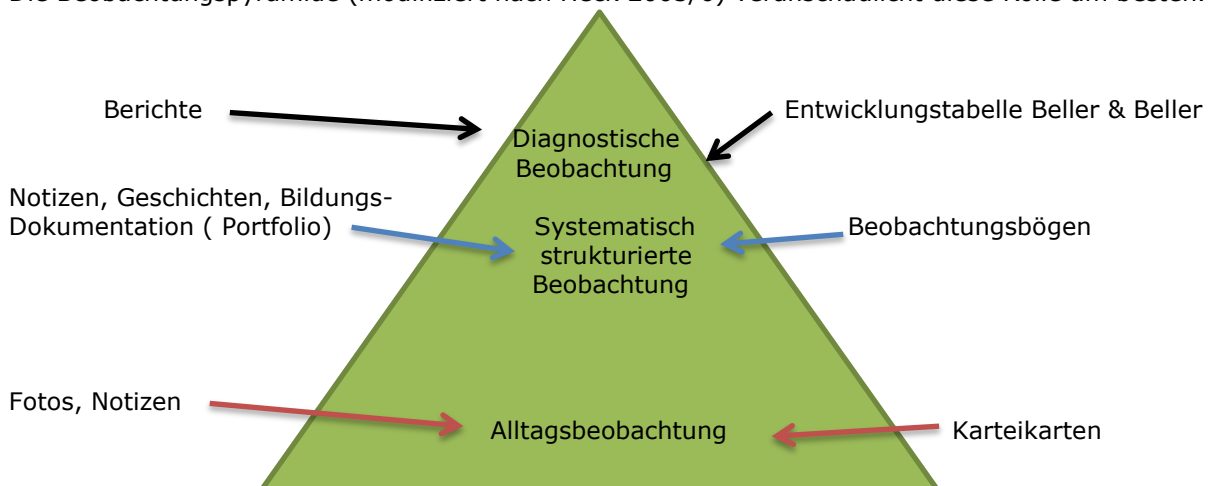 Berichte
Entwicklungstabelle Beller & Beller
Diagnostische
Beobachtung
Notizen, Geschichten, Bildungs-
Dokumentation ( Portfolio)
Systematisch
strukturierte
Beobachtung
Beobachtungsbögen
Fotos, Notizen
Alltagsbeobachtung
Karteikarten